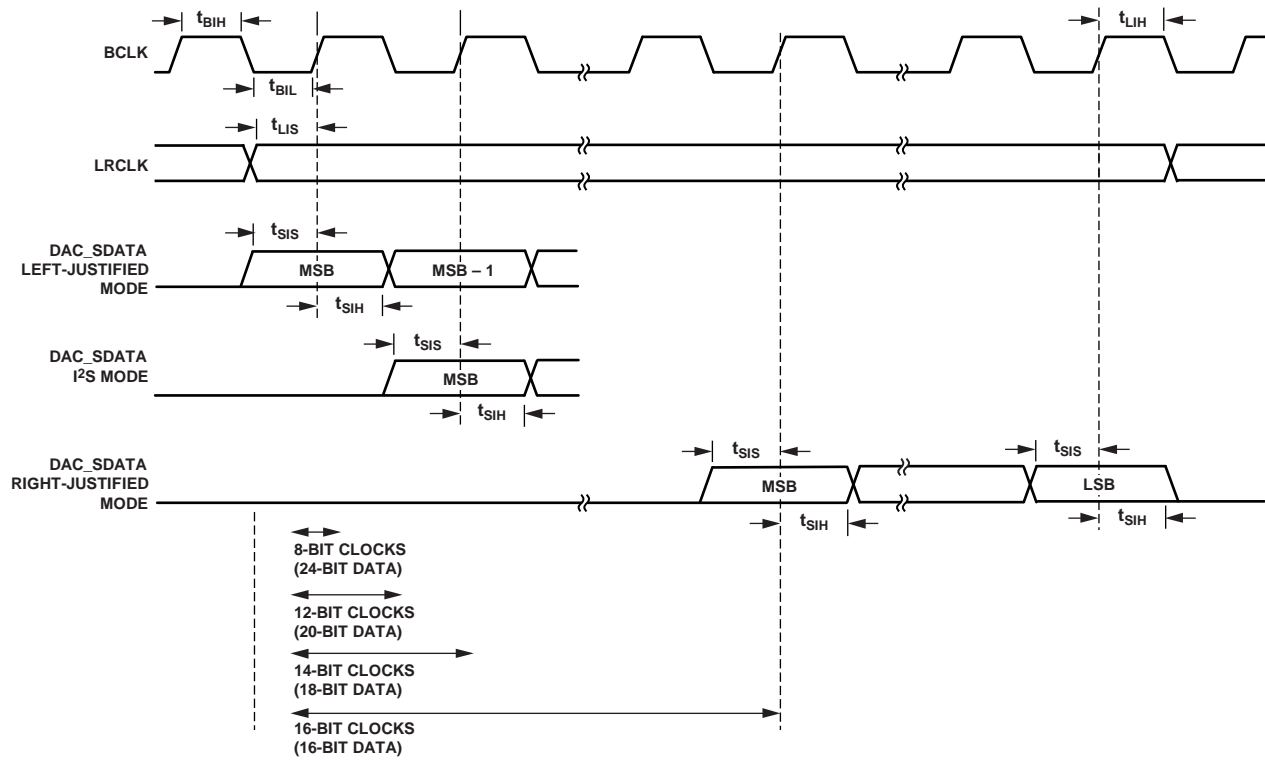 tBIH
tLIH
BCLK
tBIL
tLIS
LRCLK
tSIS
DAC_SDATA
LEFT-JUSTIFIED
MODE
MSB
MSB – 1
tSIH
tSIS
DAC_SDATA
I²S MODE
MSB
tSIH
tSIS
tSIS
DAC_SDATA
RIGHT-JUSTIFIED
MODE
MSB
LSB
tSIH
tSIH
8-BIT CLOCKS
(24-BIT DATA)
12-BIT CLOCKS
(20-BIT DATA)
14-BIT CLOCKS
(18-BIT DATA)
16-BIT CLOCKS
(16-BIT DATA)